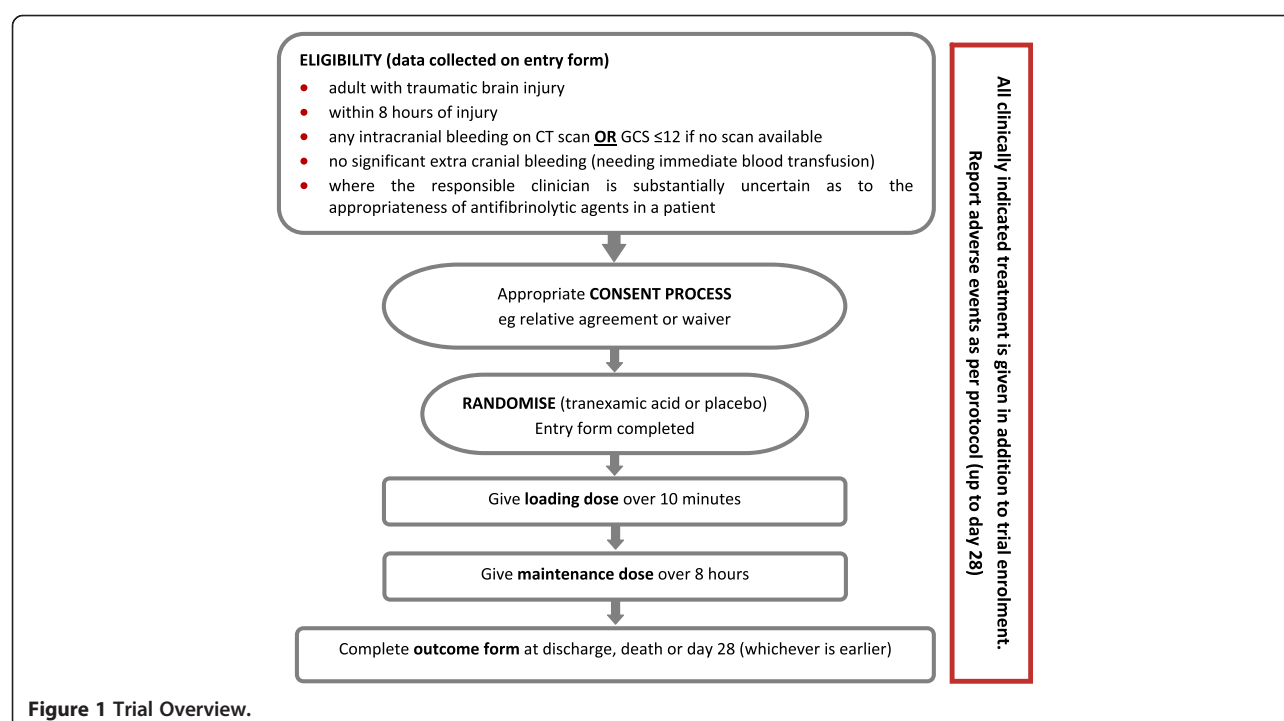 ELIGIBILITY (data collected on entry form)
• adult with traumatic brain injury
• within 8 hours of injury
• any intracranial bleeding on CT scan OR GCS ≤12 if no scan available
• no significant extra cranial bleeding (needing immediate blood transfusion)
• where the responsible clinician is substantially uncertain as to the
appropriateness of antifibrinolytic agents in a patient
Appropriate CONSENT PROCESS
eg relative agreement or waiver
RANDOMISE (tranexamic acid or placebo)
Entry form completed
Give loading dose over 10 minutes
Give maintenance dose over 8 hours
Complete outcome form at discharge, death or day 28 (whichever is earlier)
All clinically indicated treatment is given in addition to trial enrolment.
Report adverse events as per protocol (up to day 28)
Figure 1 Trial Overview.